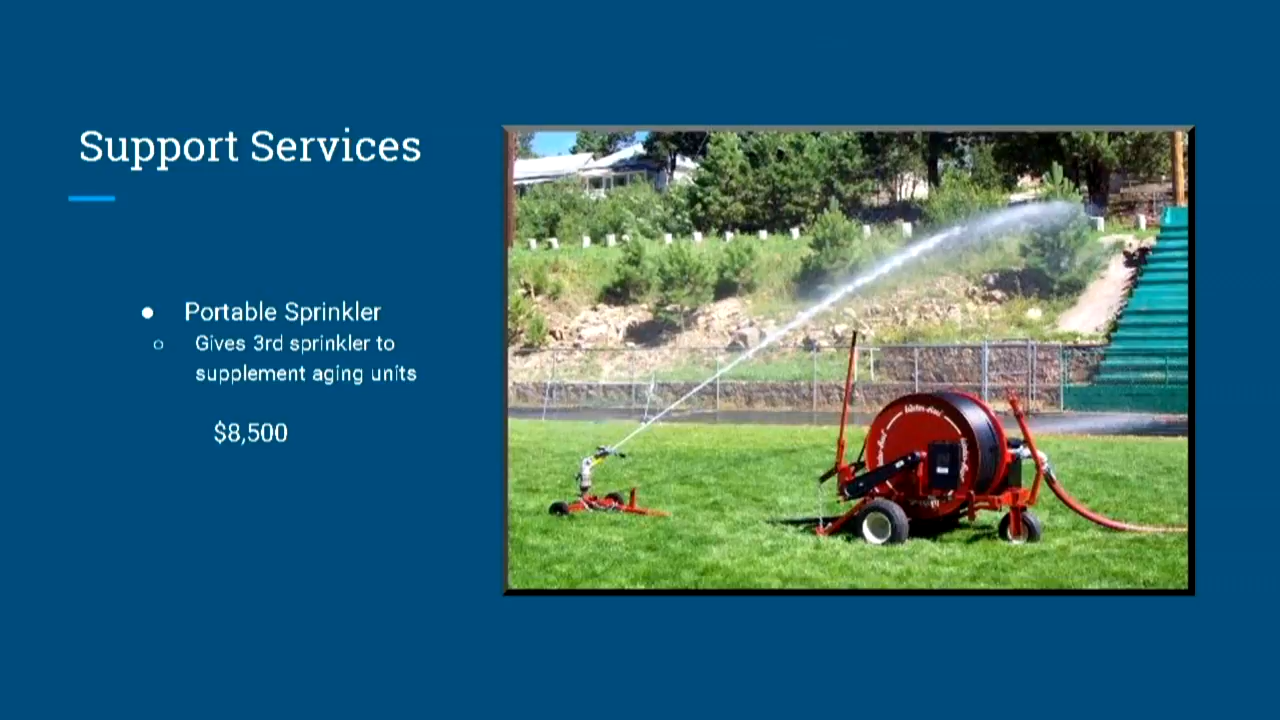 Support Services
● Portable Sprinkler
○ Gives 3rd sprinkler to
supplement aging units
$8,500